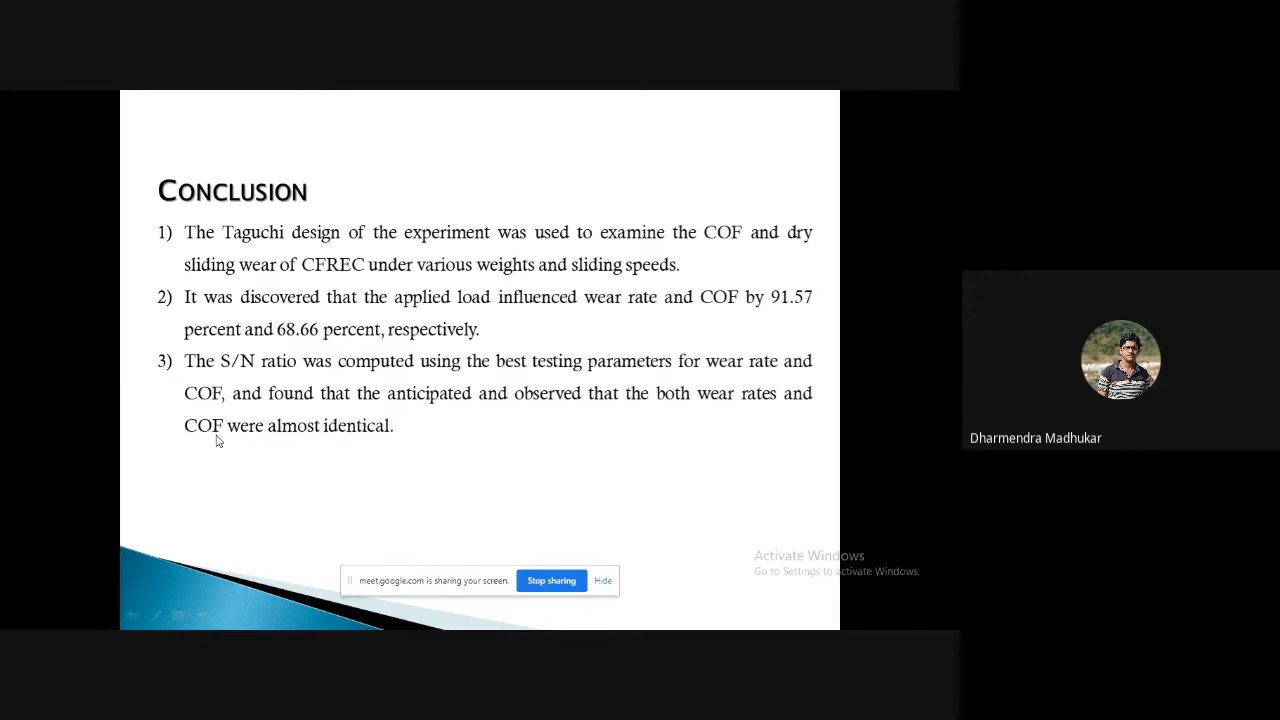 CONCLUSION
1) The Taguchi design of the experiment was used to examine the COF and dry
sliding wear of CFREC under various weights and sliding speeds.
2) It was discovered that the applied load influenced wear rate and COF by 91.57
percent and 68.66 percent, respectively.
3) The S/N ratio was computed using the best testing parameters for wear rate and
COF, and found that the anticipated and observed that the both wear rates and
COF were almost identical.
Dharmendra Madhukar
Activate Windows
Go to Settings to activate Windows.
meet.google.com is sharing your screen.
Stop sharing
Hide